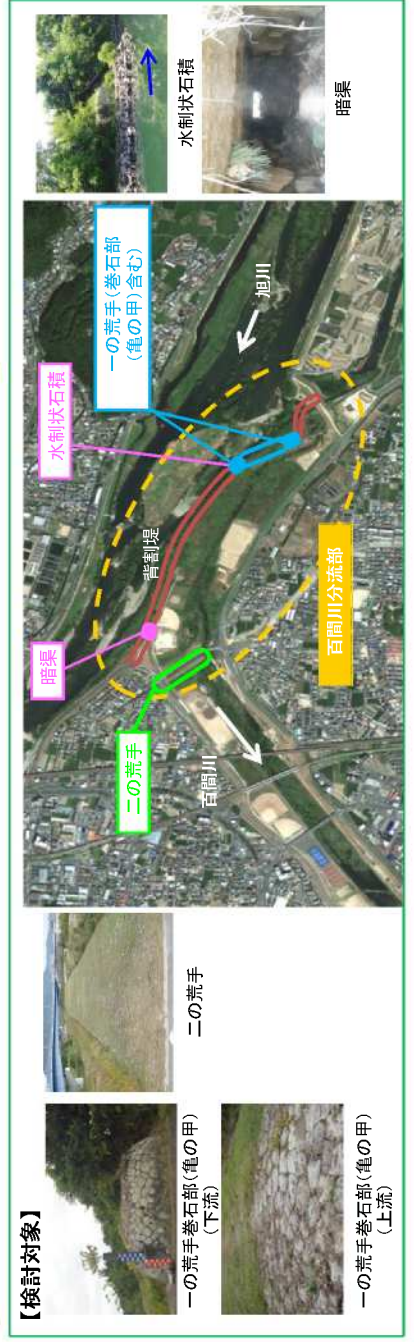 【検討対象】
一の荒手巻石部(亀の甲)
(下流)
一の荒手巻石部(亀の甲)
(上流)
二の荒手
暗渠
水制状石積
一の荒手(巻石部
(亀の甲)含む)
背割堤
旭川
二の荒手
百間川
百間川分流部
水制状石積
暗渠